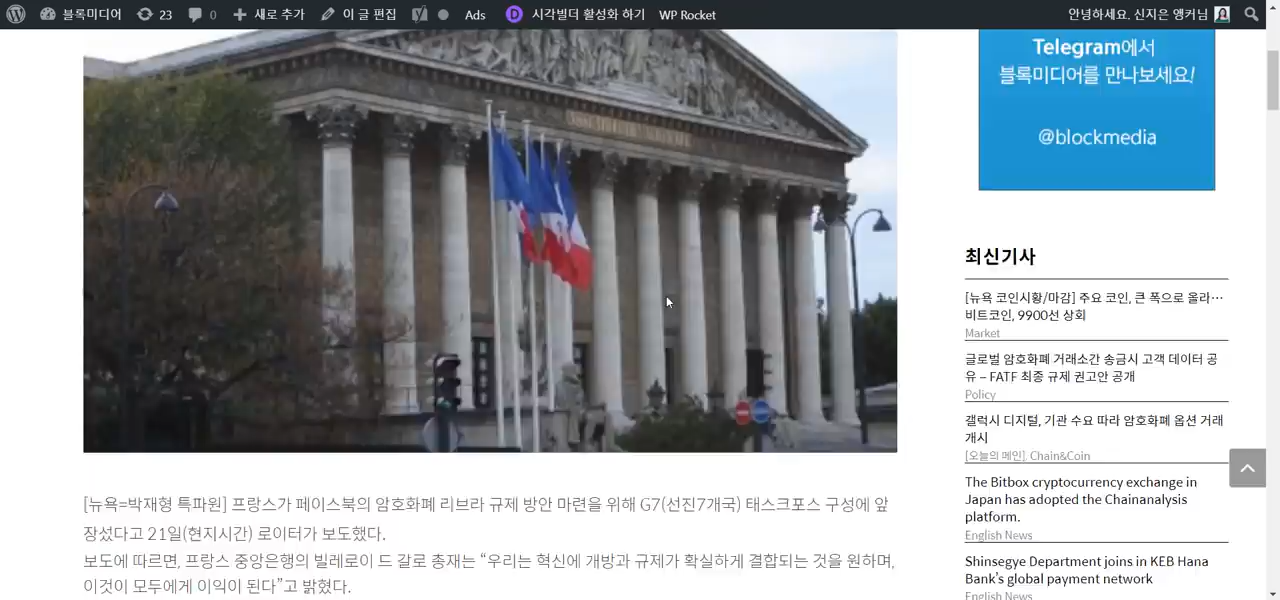 블록미디어 23 0 새로 추가 이 글 편집 Ads 시각빌더 활성화 하기 WP Rocket 안녕하세요. 신지은 앵커님
Telegram에서
블록미디어를 만나보세요!
@blockmedia
최신기사
[뉴욕 코인시황/마감] 주요 코인, 큰 폭으로 올라…
비트코인, 9900선 상회
Market
글로벌 암호화폐 거래소간 송금시 고객 데이터 공
유 – FATF 최종 규제 권고안 공개
Policy
갤럭시 디지털, 기관 수요 따라 암호화폐 옵션 거래
개시
[오늘의 메인], Chain&Coin
The Bitbox cryptocurrency exchange in
Japan has adopted the Chainanalysis
platform.
English News
Shinsegye Department joins in KEB Hana
Bank's global payment network
English News
[뉴욕=박재형 특파원] 프랑스가 페이스북의 암호화폐 리브라 규제 방안 마련을 위해 G7(선진7개국) 태스크포스 구성에 앞
장섰다고 21일(현지시간) 로이터가 보도했다.
보도에 따르면, 프랑스 중앙은행의 빌레로이 드 갈로 총재는 “우리는 혁신에 개방과 규제가 확실하게 결합되는 것을 원하며,
이것이 모두에게 이익이 된다”고 밝혔다.